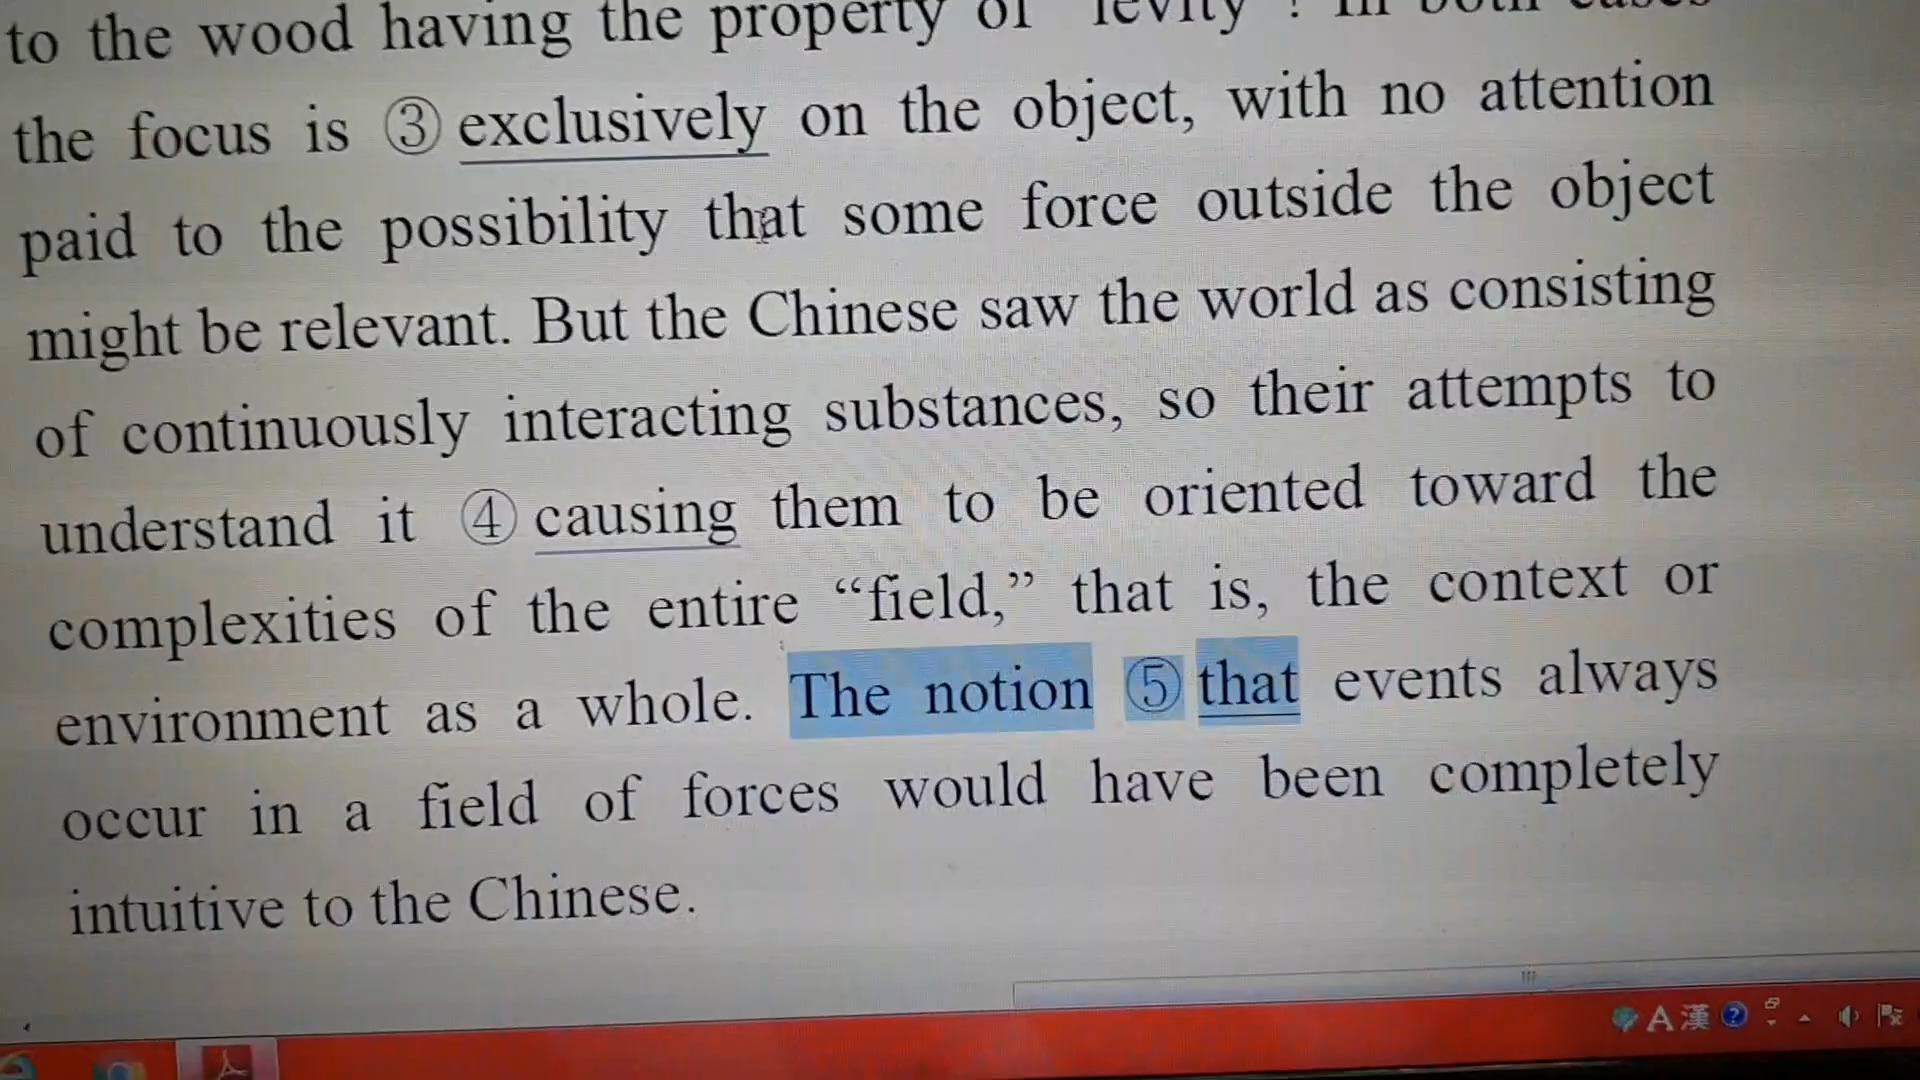 to the wood having the property of "levity"! In both cases
the focus is ③ exclusively on the object, with no attention
paid to the possibility that some force outside the object
might be relevant. But the Chinese saw the world as consisting
of continuously interacting substances, so their attempts to
understand it ④ causing them to be oriented toward the
complexities of the entire “field,” that is, the context or
environment as a whole. The notion ⑤ that events always
occur in a field of forces would have been completely
intuitive to the Chinese.
A 漢 ?